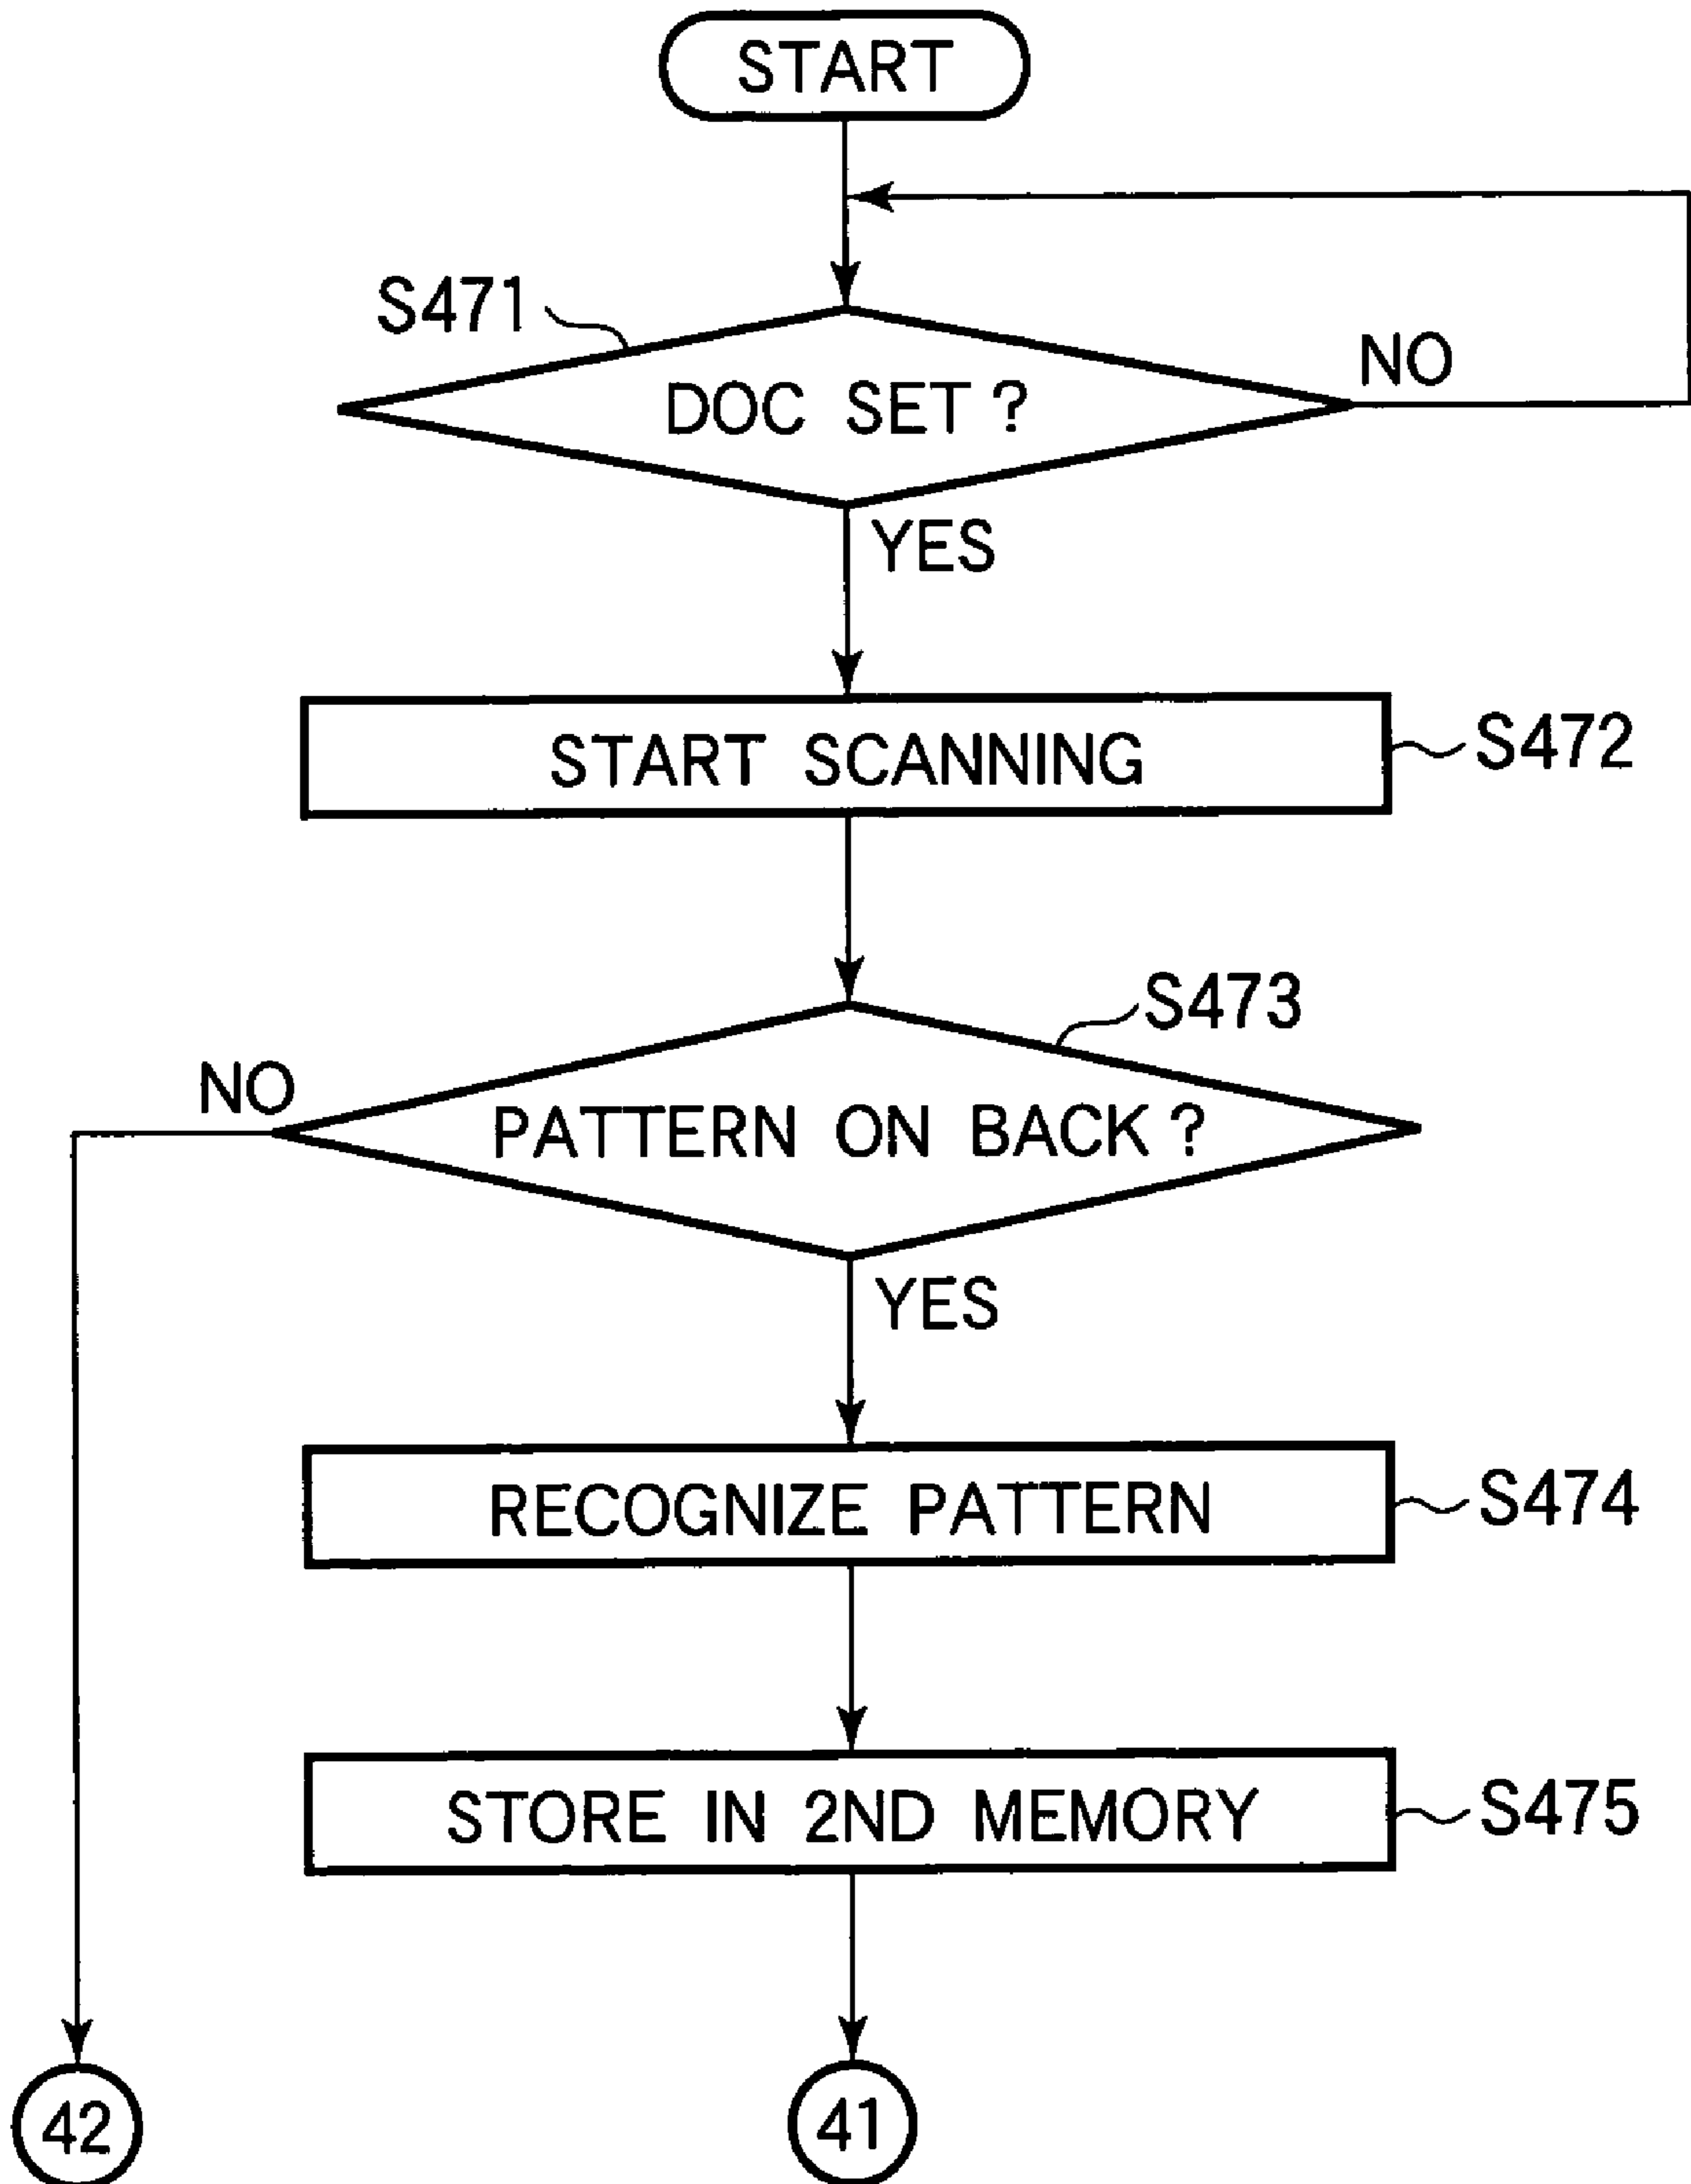 START
S471
NO
DOC SET ?
YES
START SCANNING
S472
S473
NO
PATTERN ON BACK ?
YES
RECOGNIZE PATTERN
S474
STORE IN 2ND MEMORY
S475
42
41